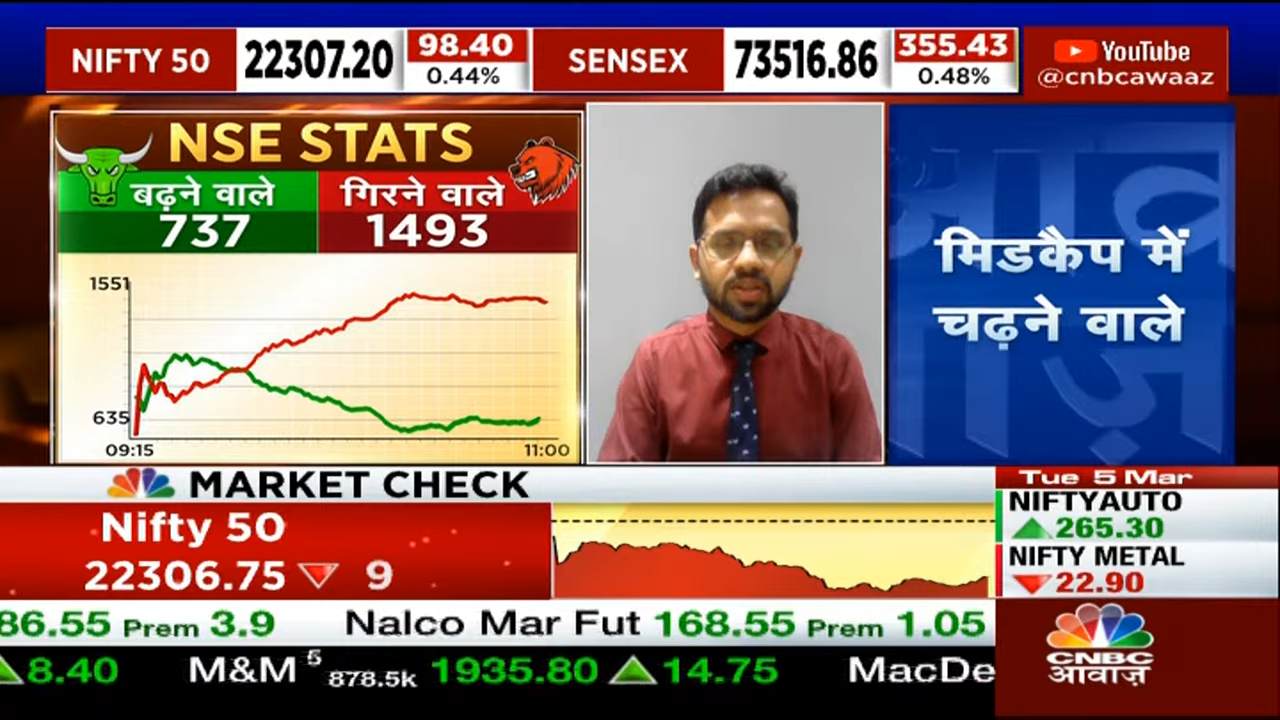 NIFTY 50 22307.20 98.40 0.44% SENSEX 73516.86 355.43 0.48%
YouTube
@cnbcawaaz
NSE STATS
बढ़ने वाले गिरने वाले
737 1493
1551
635
09:15 11:00
मिडकैप में
चढ़ने वाले
MARKET CHECK
Nifty 50
22306.75 9
Tue 5 Mar
NIFTYAUTO
265.30
NIFTY METAL
22.90
86.55 Prem 3.9 Nalco Mar Fut 168.55 Prem 1.05
8.40 M&M 5 878.5k 1935.80 14.75 MacDe
CNBC
आवाज़